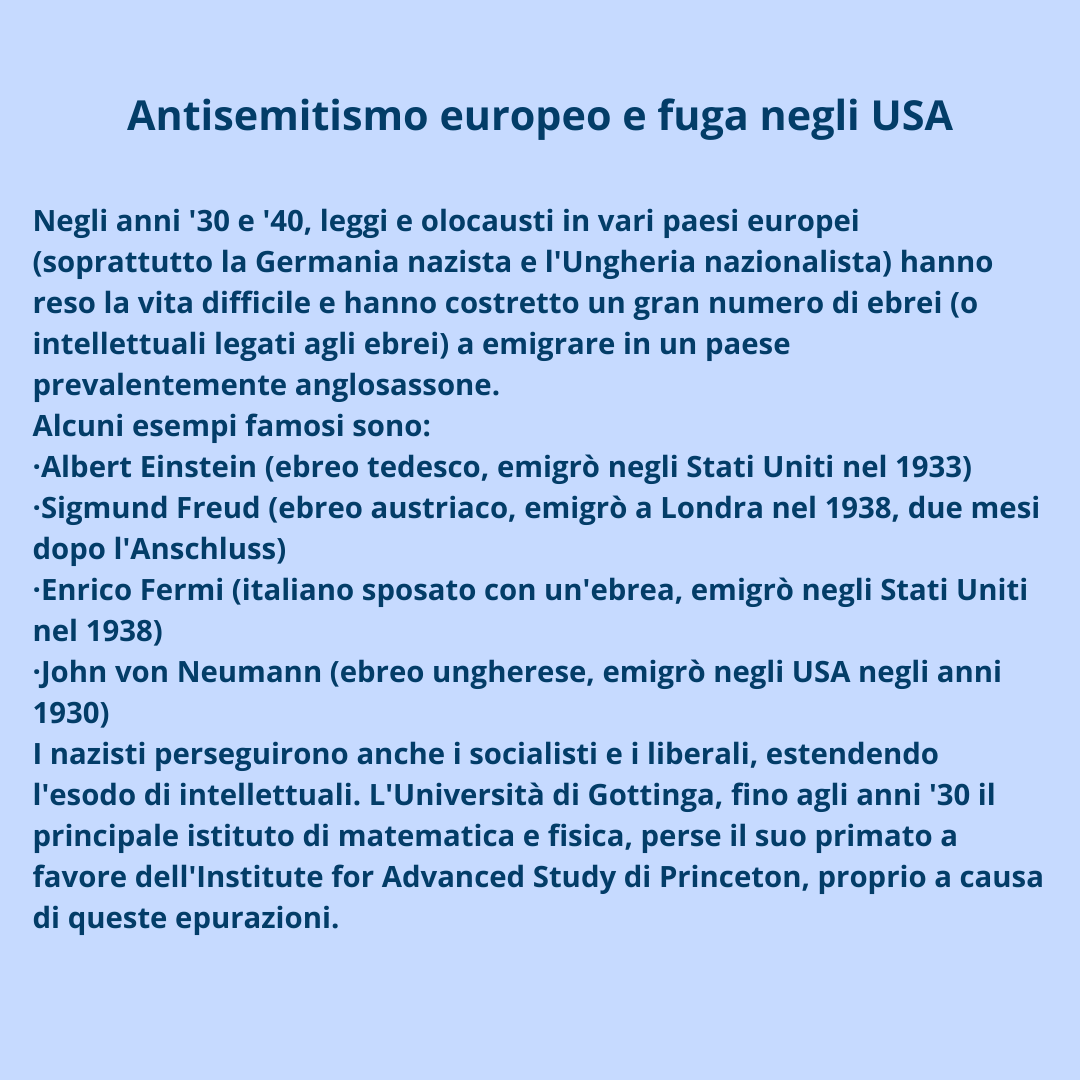 Antisemitismo europeo e fuga negli USA
Negli anni '30 e '40, leggi e olocausti in vari paesi europei
(soprattutto la Germania nazista e l'Ungheria nazionalista) hanno
reso la vita difficile e hanno costretto un gran numero di ebrei (o
intellettuali legati agli ebrei) a emigrare in un paese
prevalentemente anglosassone.
Alcuni esempi famosi sono:
·Albert Einstein (ebreo tedesco, emigrò negli Stati Uniti nel 1933)
·Sigmund Freud (ebreo austriaco, emigrò a Londra nel 1938, due mesi
dopo l'Anschluss)
·Enrico Fermi (italiano sposato con un'ebrea, emigrò negli Stati Uniti
nel 1938)
·John von Neumann (ebreo ungherese, emigrò negli USA negli anni
1930)
I nazisti perseguirono anche i socialisti e i liberali, estendendo
l'esodo di intellettuali. L'Università di Gottinga, fino agli anni '30 il
principale istituto di matematica e fisica, perse il suo primato a
favore dell'Institute for Advanced Study di Princeton, proprio a causa
di queste epurazioni.